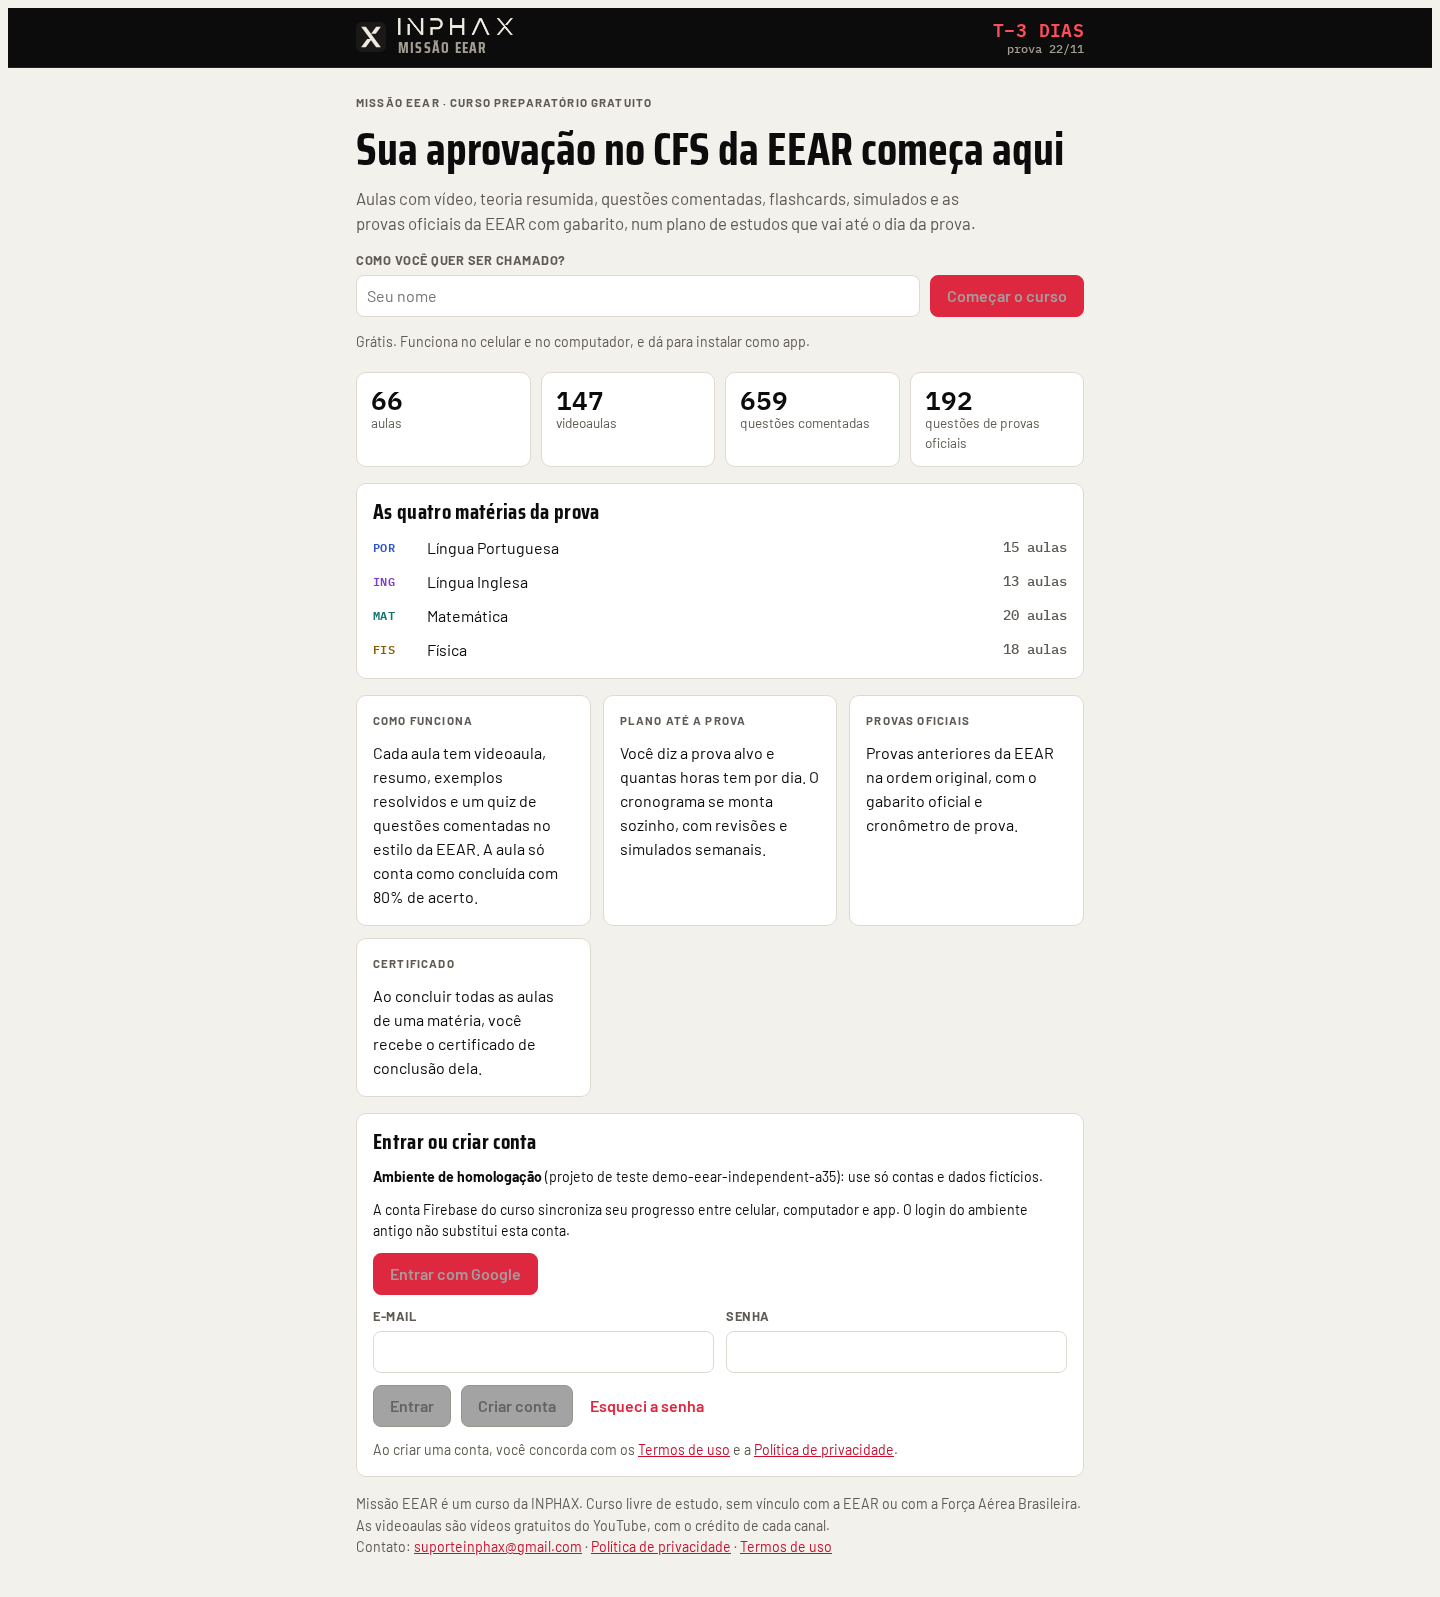 INPHAX
MISSÃO EEAR
T−3 DIAS
prova 22/11
MISSÃO EEAR · CURSO PREPARATÓRIO GRATUITO
Sua aprovação no CFS da EEAR começa aqui
Aulas com vídeo, teoria resumida, questões comentadas, flashcards, simulados e as
provas oficiais da EEAR com gabarito, num plano de estudos que vai até o dia da prova.
COMO VOCÊ QUER SER CHAMADO?
Seu nome
Começar o curso
Grátis. Funciona no celular e no computador, e dá para instalar como app.
66
aulas
147
videoaulas
659
questões comentadas
192
questões de provas
oficiais
As quatro matérias da prova
POR Língua Portuguesa 15 aulas
ING Língua Inglesa 13 aulas
MAT Matemática 20 aulas
FIS Física 18 aulas
COMO FUNCIONA
Cada aula tem videoaula,
resumo, exemplos
resolvidos e um quiz de
questões comentadas no
estilo da EEAR. A aula só
conta como concluída com
80% de acerto.
PLANO ATÉ A PROVA
Você diz a prova alvo e
quantas horas tem por dia. O
cronograma se monta
sozinho, com revisões e
simulados semanais.
PROVAS OFICIAIS
Provas anteriores da EEAR
na ordem original, com o
gabarito oficial e
cronômetro de prova.
CERTIFICADO
Ao concluir todas as aulas
de uma matéria, você
recebe o certificado de
conclusão dela.
Entrar ou criar conta
Ambiente de homologação (projeto de teste demo-eear-independent-a35): use só contas e dados fictícios.
A conta Firebase do curso sincroniza seu progresso entre celular, computador e app. O login do ambiente
antigo não substitui esta conta.
Entrar com Google
E-MAIL
SENHA
Entrar
Criar conta
Esqueci a senha
Ao criar uma conta, você concorda com os Termos de uso e a Política de privacidade.
Missão EEAR é um curso da INPHAX. Curso livre de estudo, sem vínculo com a EEAR ou com a Força Aérea Brasileira.
As videoaulas são vídeos gratuitos do YouTube, com o crédito de cada canal.
Contato: suporteinphax@gmail.com · Política de privacidade · Termos de uso